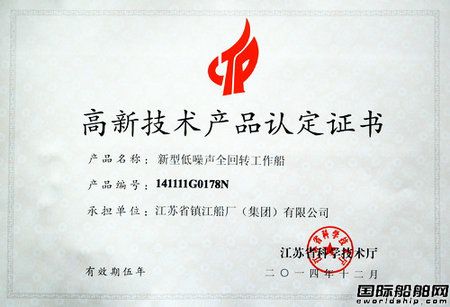 CTP
高新技术产品认定证书
产品名称： 新型低噪声全回转工作船
产品编号： 141111G0178N
承担单位： 江苏省镇江船厂（集团）有限公司
江苏省科学技术厅
有效期伍年 二〇一四年十二月
国际船舶网
www.eworldship.com